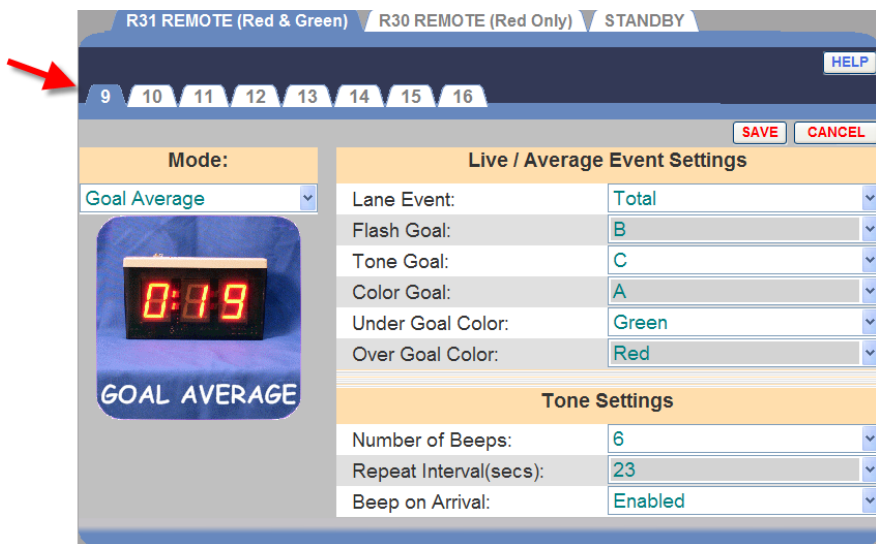 R31 REMOTE (Red & Green) R30 REMOTE (Red Only) STANDBY
HELP
9 10 11 12 13 14 15 16
SAVE CANCEL
Mode:
Goal Average
0:19
GOAL AVERAGE
Live / Average Event Settings
Lane Event: Total
Flash Goal: B
Tone Goal: C
Color Goal: A
Under Goal Color: Green
Over Goal Color: Red
Tone Settings
Number of Beeps: 6
Repeat Interval(secs): 23
Beep on Arrival: Enabled